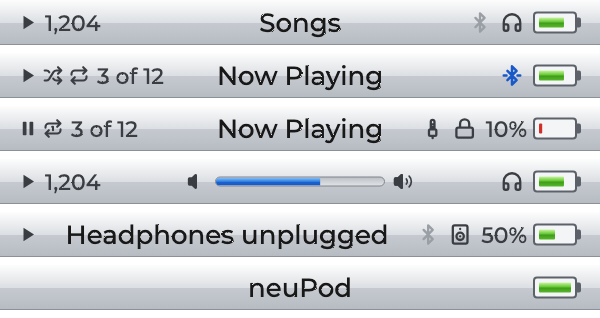 1,204 Songs
3 of 12 Now Playing
3 of 12 Now Playing 10%
1,204
Headphones unplugged 50%
neuPod